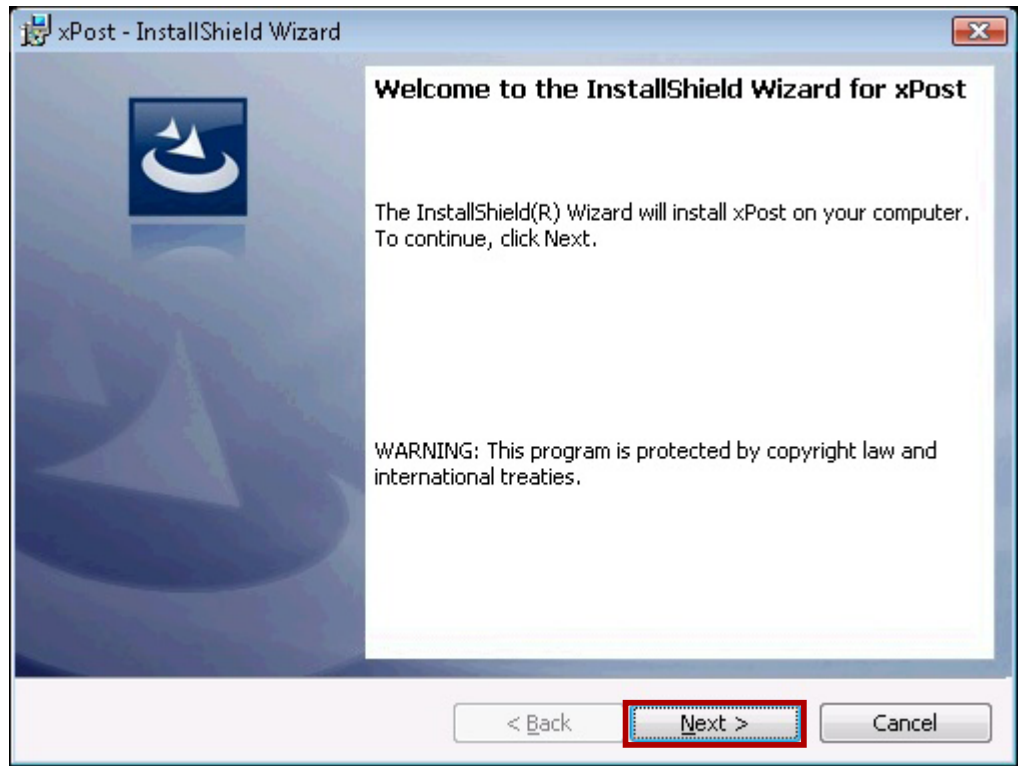 xPost - InstallShield Wizard
Welcome to the InstallShield Wizard for xPost
The InstallShield(R) Wizard will install xPost on your computer.
To continue, click Next.
WARNING: This program is protected by copyright law and
international treaties.
< Back
Next >
Cancel